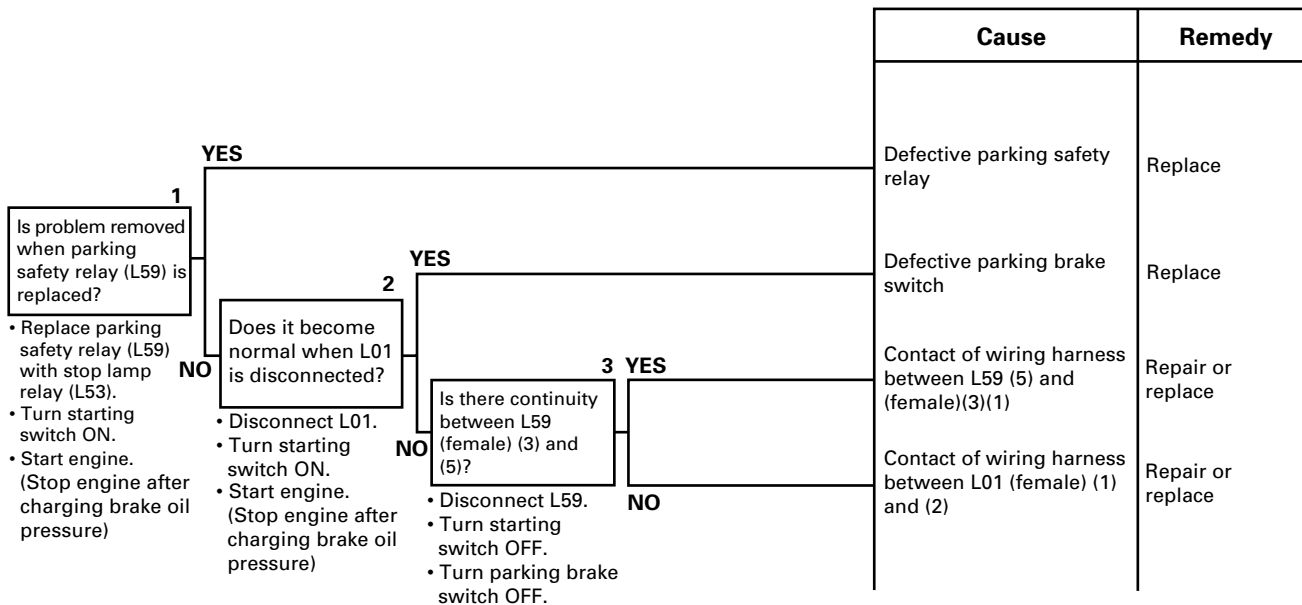 Cause
Remedy
YES
Defective parking safety
relay
Replace
1
Is problem removed
when parking
safety relay (L59) is
replaced?
• Replace parking
safety relay (L59)
with stop lamp
relay (L53).
• Turn starting
switch ON.
• Start engine.
(Stop engine after
charging brake oil
pressure)
YES
Defective parking brake
switch
Replace
NO
2
Does it become
normal when L01
is disconnected?
• Disconnect L01.
• Turn starting
switch ON.
• Start engine.
(Stop engine after
charging brake oil
pressure)
3
YES
Contact of wiring harness
between L59 (5) and
(female)(3)(1)
Repair or
replace
NO
Is there continuity
between L59
(female) (3) and
(5)?
• Disconnect L59.
• Turn starting
switch OFF.
• Turn parking brake
switch OFF.
NO
Contact of wiring harness
between L01 (female) (1)
and (2)
Repair or
replace